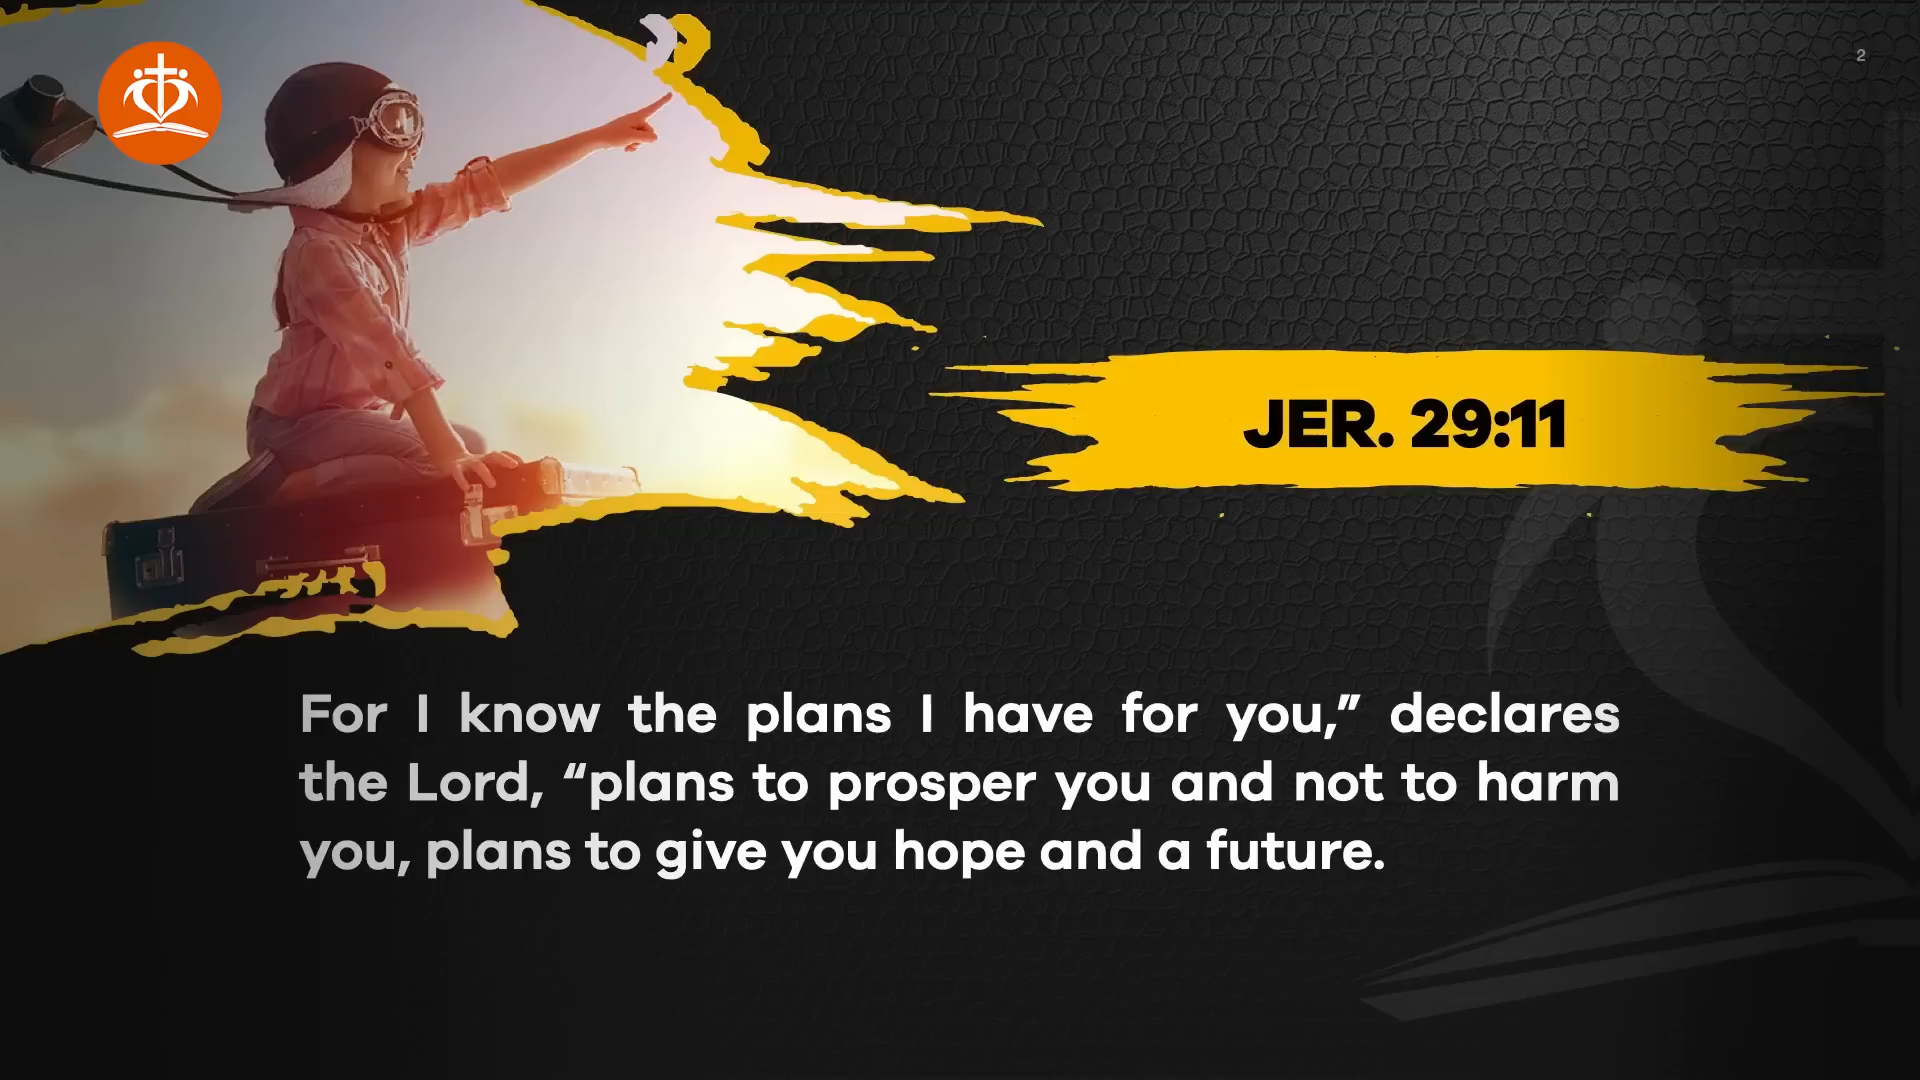 2
JER. 29:11
For I know the plans I have for you,” declares
the Lord, “plans to prosper you and not to harm
you, plans to give you hope and a future.